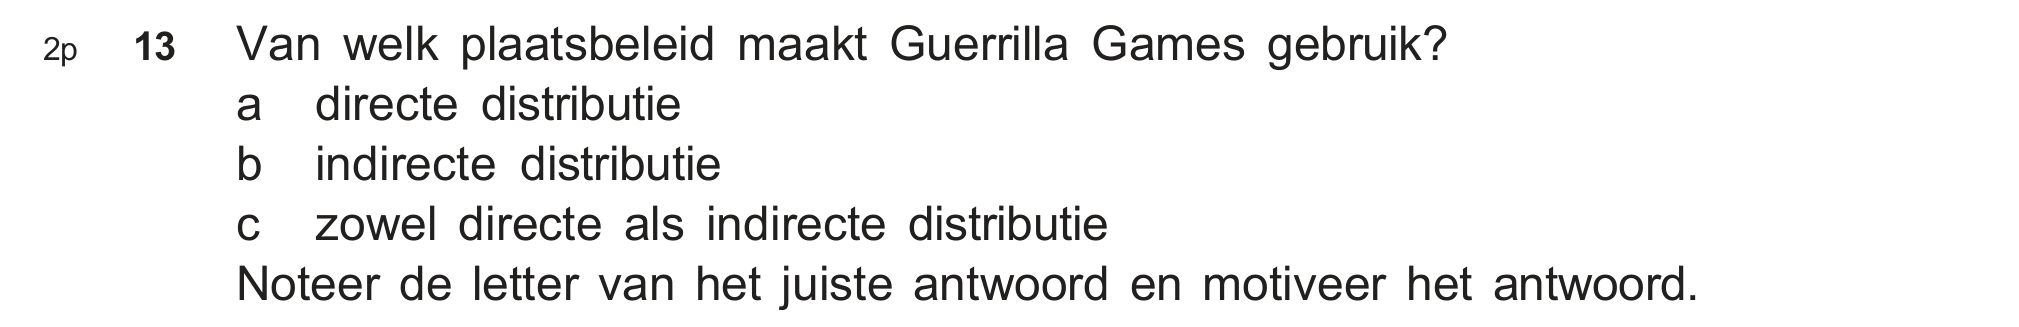 2p 13 Van welk plaatsbeleid maakt Guerrilla Games gebruik?
a directe distributie
b indirecte distributie
c zowel directe als indirecte distributie
Noteer de letter van het juiste antwoord en motiveer het antwoord.